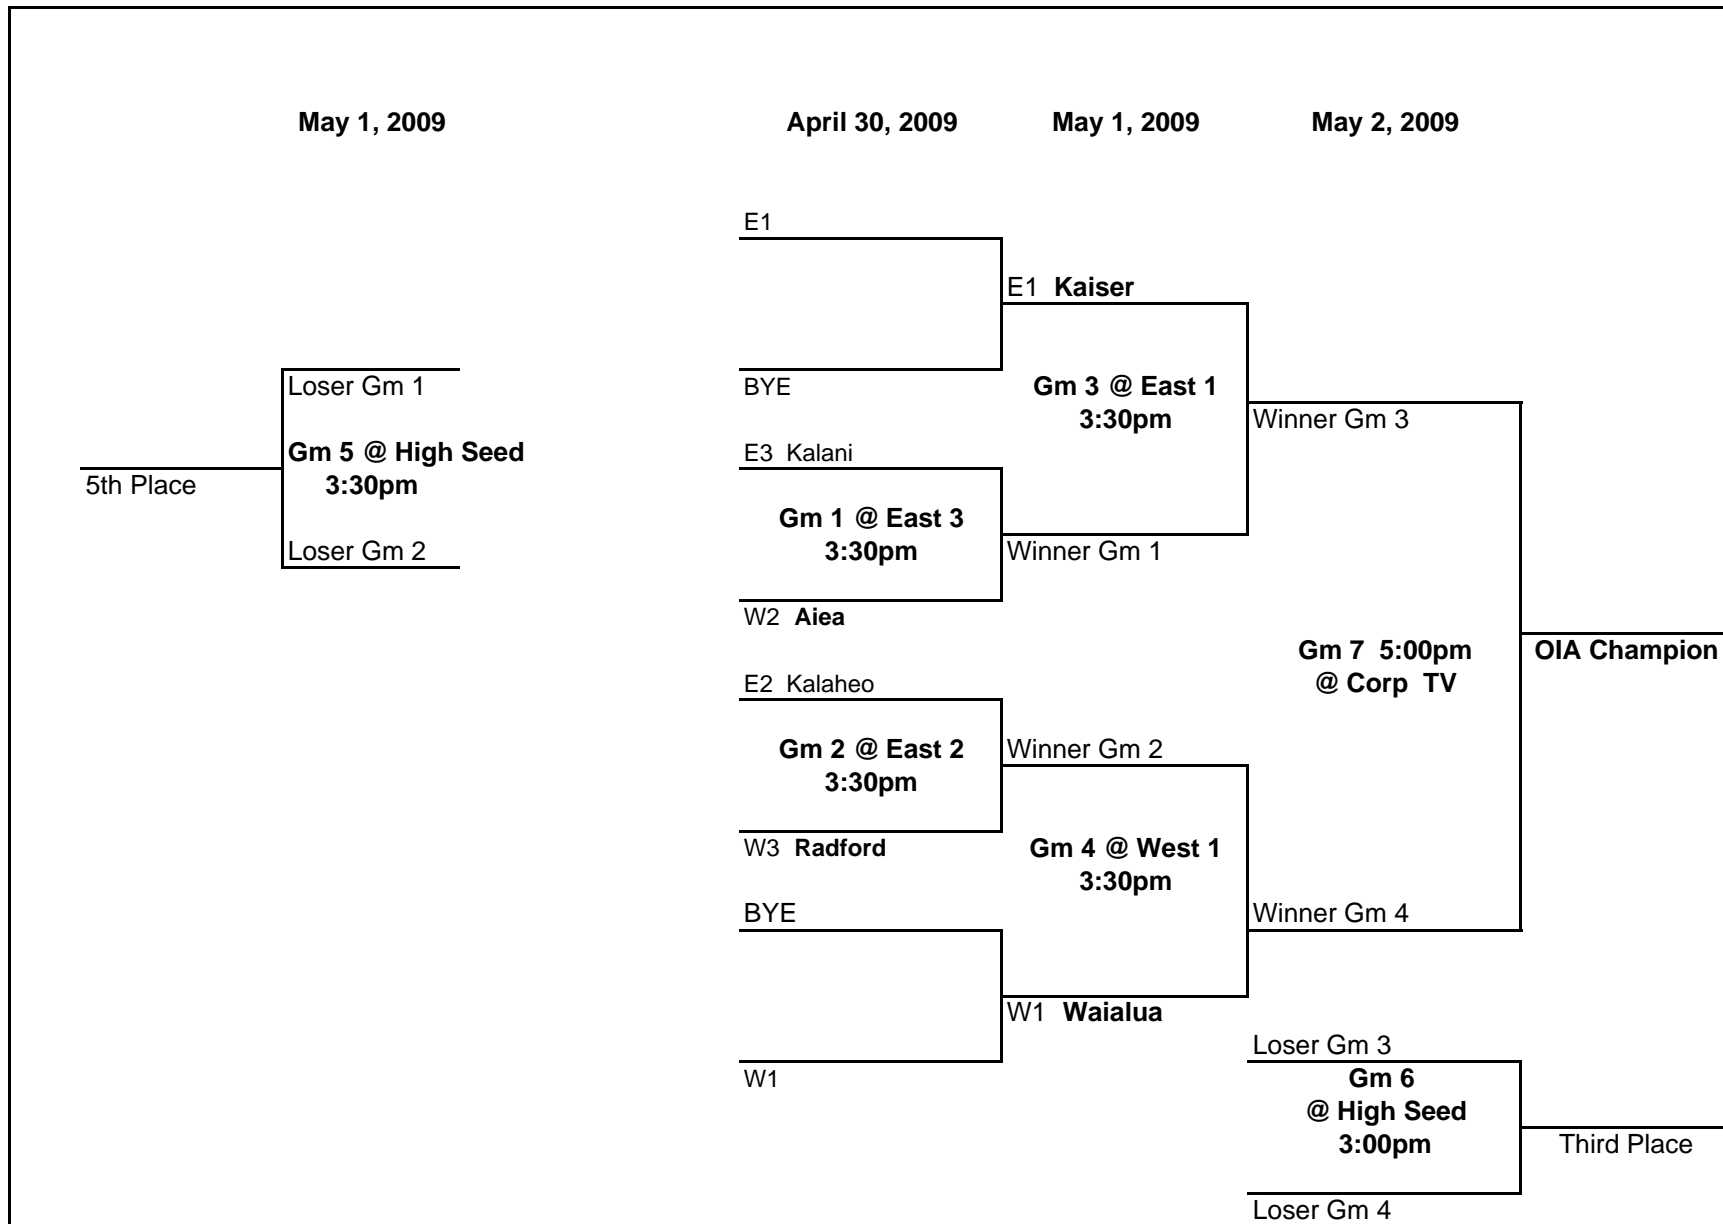 May 1, 2009 April 30, 2009 May 1, 2009 May 2, 2009
E1
E1 Kaiser
Loser Gm 1
BYE
Gm 3 @ East 1
3:30pm
Winner Gm 3
Gm 5 @ High Seed
3:30pm
5th Place
E3 Kalani
Gm 1 @ East 3
3:30pm
Loser Gm 2
Winner Gm 1
W2 Aiea
Gm 7 5:00pm
@ Corp TV
OIA Champion
E2 Kalaheo
Gm 2 @ East 2
3:30pm
Winner Gm 2
W3 Radford
Gm 4 @ West 1
3:30pm
BYE
Winner Gm 4
W1 Waialua
W1
Loser Gm 3
Gm 6
@ High Seed
3:00pm
Third Place
Loser Gm 4